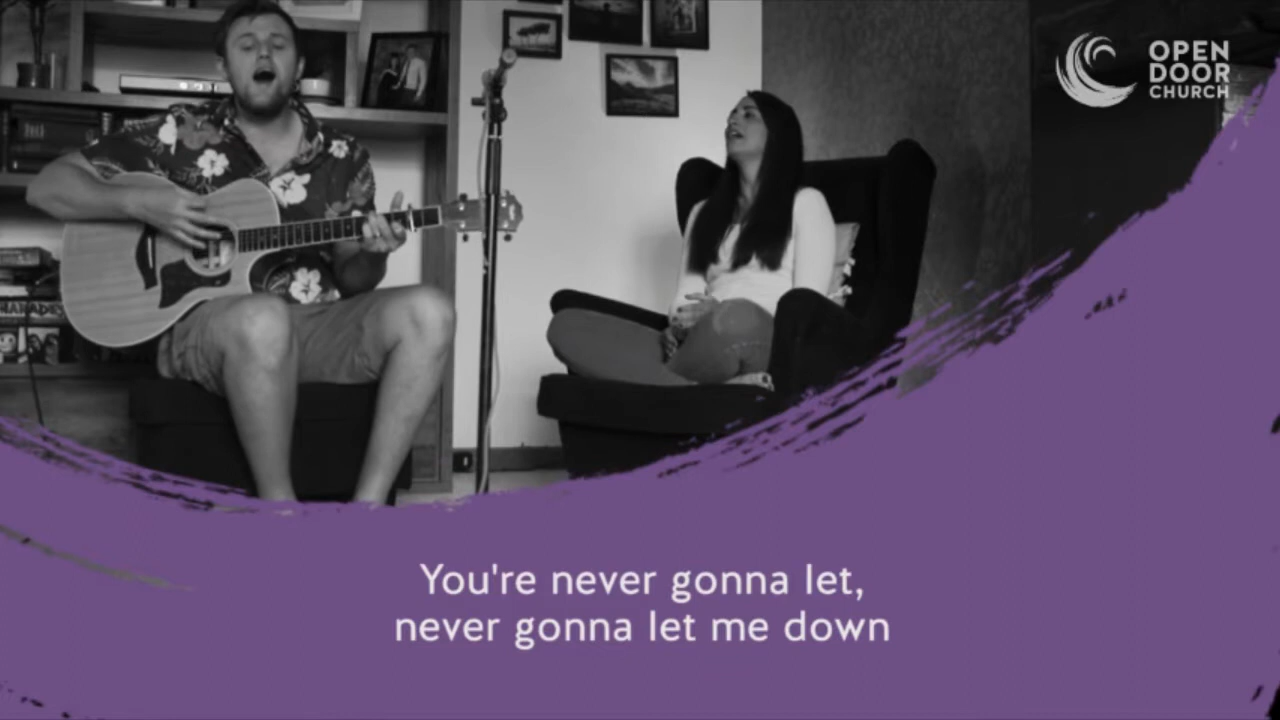 OPEN
DOOR
CHURCH
You're never gonna let,
never gonna let me down